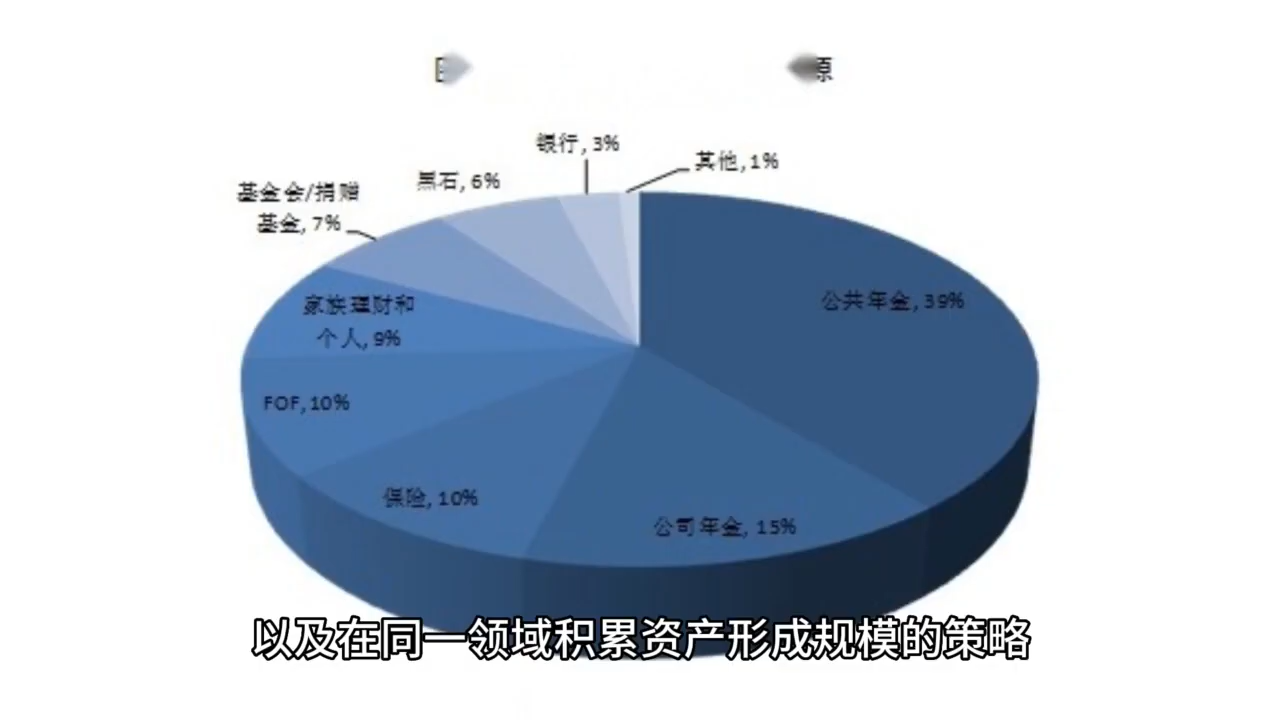 源
银行, 3%
其他, 1%
黑石, 6%
基金会/捐赠
基金, 7%
公共年金, 39%
家族理财和
个人, 9%
FOF, 10%
保险, 10%
公司年金, 15%
以及在同一领域积累资产形成规模的策略